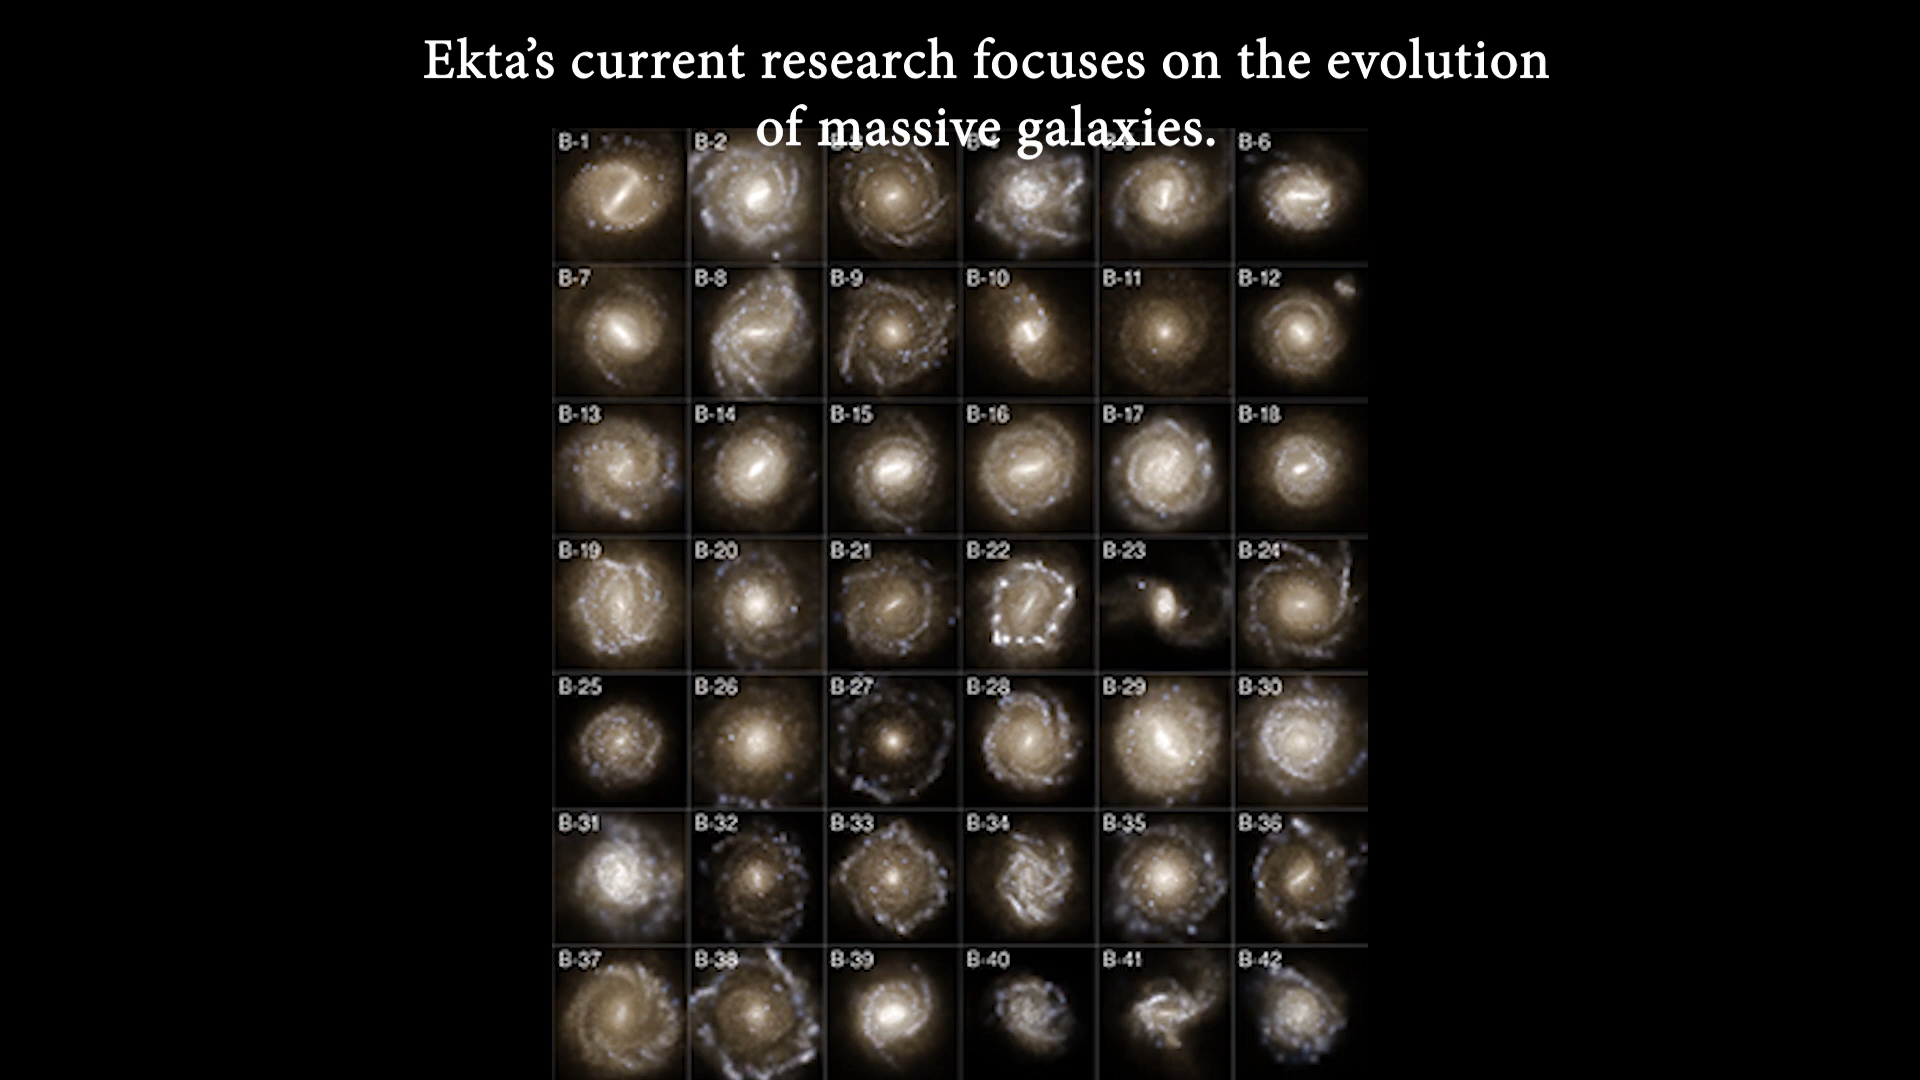 Ekta’s current research focuses on the evolution
of massive galaxies.
B-1 B-2 B-6
B-7 B-8 B-9 B-10 B-11 B-12
B-13 B-14 B-15 B-16 B-17 B-18
B-19 B-20 B-21 B-22 B-23 B-24
B-25 B-26 B-27 B-28 B-29 B-30
B-31 B-32 B-33 B-34 B-35 B-36
B-37 B-38 B-39 B-40 B-41 B-42